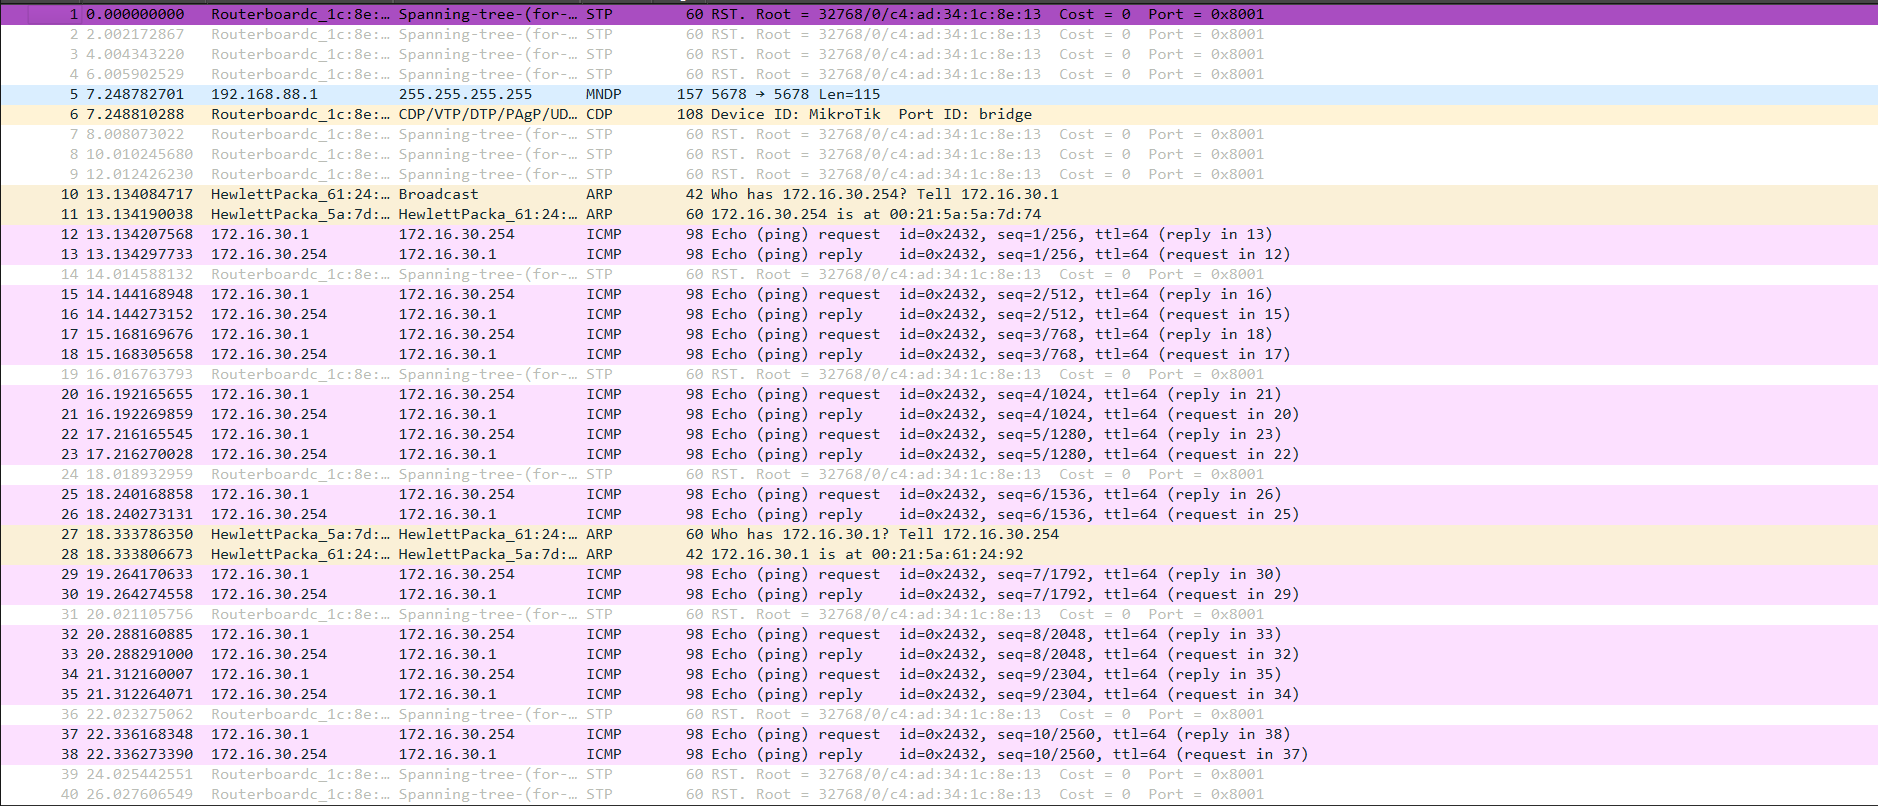 1 0.000000000 Routerboardc_1c:8e:… Spanning-tree-(for-… STP 60 RST. Root = 32768/0/c4:ad:34:1c:8e:13 Cost = 0 Port = 0x8001
2 2.002172867 Routerboardc_1c:8e:… Spanning-tree-(for-… STP 60 RST. Root = 32768/0/c4:ad:34:1c:8e:13 Cost = 0 Port = 0x8001
3 4.004343220 Routerboardc_1c:8e:… Spanning-tree-(for-… STP 60 RST. Root = 32768/0/c4:ad:34:1c:8e:13 Cost = 0 Port = 0x8001
4 6.005902529 Routerboardc_1c:8e:… Spanning-tree-(for-… STP 60 RST. Root = 32768/0/c4:ad:34:1c:8e:13 Cost = 0 Port = 0x8001
5 7.248782701 192.168.88.1 255.255.255.255 MNDP 157 5678 → 5678 Len=115
6 7.248810288 Routerboardc_1c:8e:… CDP/VTP/DTP/PAgP/UD… CDP 108 Device ID: MikroTik Port ID: bridge
7 8.008073022 Routerboardc_1c:8e:… Spanning-tree-(for-… STP 60 RST. Root = 32768/0/c4:ad:34:1c:8e:13 Cost = 0 Port = 0x8001
8 10.010245680 Routerboardc_1c:8e:… Spanning-tree-(for-… STP 60 RST. Root = 32768/0/c4:ad:34:1c:8e:13 Cost = 0 Port = 0x8001
9 12.012426230 Routerboardc_1c:8e:… Spanning-tree-(for-… STP 60 RST. Root = 32768/0/c4:ad:34:1c:8e:13 Cost = 0 Port = 0x8001
10 13.134084717 HewlettPacka_61:24:… Broadcast ARP 42 Who has 172.16.30.254? Tell 172.16.30.1
11 13.134190038 HewlettPacka_5a:7d:… HewlettPacka_61:24:… ARP 60 172.16.30.254 is at 00:21:5a:5a:7d:74
12 13.134207568 172.16.30.1 172.16.30.254 ICMP 98 Echo (ping) request id=0x2432, seq=1/256, ttl=64 (reply in 13)
13 13.134297733 172.16.30.254 172.16.30.1 ICMP 98 Echo (ping) reply id=0x2432, seq=1/256, ttl=64 (request in 12)
14 14.014588132 Routerboardc_1c:8e:… Spanning-tree-(for-… STP 60 RST. Root = 32768/0/c4:ad:34:1c:8e:13 Cost = 0 Port = 0x8001
15 14.144168948 172.16.30.1 172.16.30.254 ICMP 98 Echo (ping) request id=0x2432, seq=2/512, ttl=64 (reply in 16)
16 14.144273152 172.16.30.254 172.16.30.1 ICMP 98 Echo (ping) reply id=0x2432, seq=2/512, ttl=64 (request in 15)
17 15.168169676 172.16.30.1 172.16.30.254 ICMP 98 Echo (ping) request id=0x2432, seq=3/768, ttl=64 (reply in 18)
18 15.168305658 172.16.30.254 172.16.30.1 ICMP 98 Echo (ping) reply id=0x2432, seq=3/768, ttl=64 (request in 17)
19 16.016763793 Routerboardc_1c:8e:… Spanning-tree-(for-… STP 60 RST. Root = 32768/0/c4:ad:34:1c:8e:13 Cost = 0 Port = 0x8001
20 16.192165655 172.16.30.1 172.16.30.254 ICMP 98 Echo (ping) request id=0x2432, seq=4/1024, ttl=64 (reply in 21)
21 16.192269859 172.16.30.254 172.16.30.1 ICMP 98 Echo (ping) reply id=0x2432, seq=4/1024, ttl=64 (request in 20)
22 17.216165545 172.16.30.1 172.16.30.254 ICMP 98 Echo (ping) request id=0x2432, seq=5/1280, ttl=64 (reply in 23)
23 17.216270028 172.16.30.254 172.16.30.1 ICMP 98 Echo (ping) reply id=0x2432, seq=5/1280, ttl=64 (request in 22)
24 18.018932959 Routerboardc_1c:8e:… Spanning-tree-(for-… STP 60 RST. Root = 32768/0/c4:ad:34:1c:8e:13 Cost = 0 Port = 0x8001
25 18.240168858 172.16.30.1 172.16.30.254 ICMP 98 Echo (ping) request id=0x2432, seq=6/1536, ttl=64 (reply in 26)
26 18.240273131 172.16.30.254 172.16.30.1 ICMP 98 Echo (ping) reply id=0x2432, seq=6/1536, ttl=64 (request in 25)
27 18.333786350 HewlettPacka_5a:7d:… HewlettPacka_61:24:… ARP 60 Who has 172.16.30.1? Tell 172.16.30.254
28 18.333806673 HewlettPacka_61:24:… HewlettPacka_5a:7d:… ARP 42 172.16.30.1 is at 00:21:5a:61:24:92
29 19.264170633 172.16.30.1 172.16.30.254 ICMP 98 Echo (ping) request id=0x2432, seq=7/1792, ttl=64 (reply in 30)
30 19.264274558 172.16.30.254 172.16.30.1 ICMP 98 Echo (ping) reply id=0x2432, seq=7/1792, ttl=64 (request in 29)
31 20.021105756 Routerboardc_1c:8e:… Spanning-tree-(for-… STP 60 RST. Root = 32768/0/c4:ad:34:1c:8e:13 Cost = 0 Port = 0x8001
32 20.288160885 172.16.30.1 172.16.30.254 ICMP 98 Echo (ping) request id=0x2432, seq=8/2048, ttl=64 (reply in 33)
33 20.288291000 172.16.30.254 172.16.30.1 ICMP 98 Echo (ping) reply id=0x2432, seq=8/2048, ttl=64 (request in 32)
34 21.312160007 172.16.30.1 172.16.30.254 ICMP 98 Echo (ping) request id=0x2432, seq=9/2304, ttl=64 (reply in 35)
35 21.312264071 172.16.30.254 172.16.30.1 ICMP 98 Echo (ping) reply id=0x2432, seq=9/2304, ttl=64 (request in 34)
36 22.023275062 Routerboardc_1c:8e:… Spanning-tree-(for-… STP 60 RST. Root = 32768/0/c4:ad:34:1c:8e:13 Cost = 0 Port = 0x8001
37 22.336168348 172.16.30.1 172.16.30.254 ICMP 98 Echo (ping) request id=0x2432, seq=10/2560, ttl=64 (reply in 38)
38 22.336273390 172.16.30.254 172.16.30.1 ICMP 98 Echo (ping) reply id=0x2432, seq=10/2560, ttl=64 (request in 37)
39 24.025442551 Routerboardc_1c:8e:… Spanning-tree-(for-… STP 60 RST. Root = 32768/0/c4:ad:34:1c:8e:13 Cost = 0 Port = 0x8001
40 26.027606549 Routerboardc_1c:8e:… Spanning-tree-(for-… STP 60 RST. Root = 32768/0/c4:ad:34:1c:8e:13 Cost = 0 Port = 0x8001